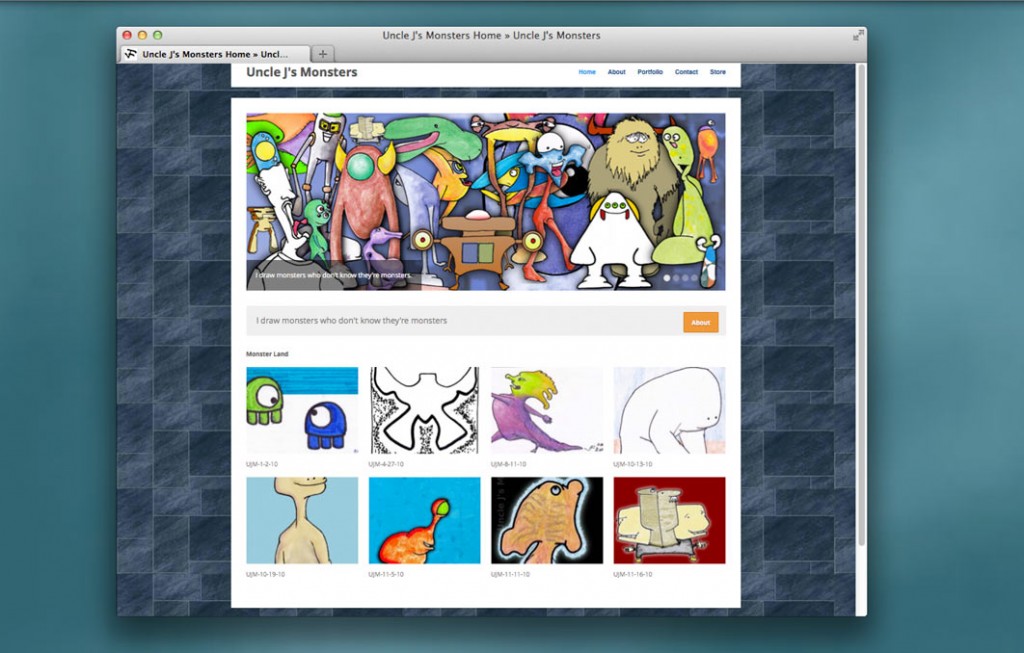 Uncle J's Monsters Home » Uncle J's Monsters
Uncle J's Monsters Home » Uncl...
Uncle J's Monsters
Home About Portfolio Contact Store
I draw monsters who don't know they're monsters.
I draw monsters who don't know they're monsters
About
Monster Land
UJM-1-2-10
UJM-4-27-10
UJM-8-11-10
UJM-10-13-10
UJM-10-19-10
UJM-11-5-10
UJM-11-11-10
UJM-11-16-10